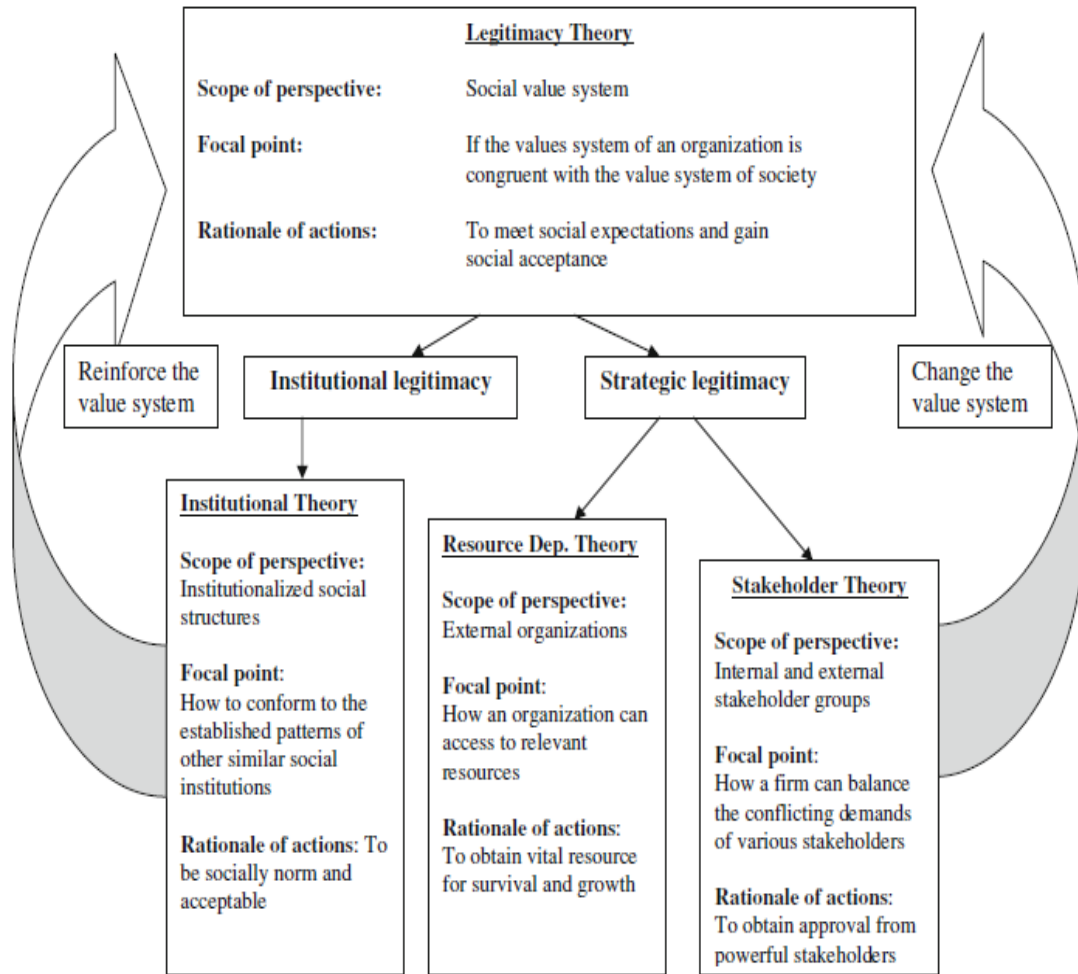 Legitimacy Theory
Scope of perspective: Social value system
Focal point: If the values system of an organization is
congruent with the value system of society
Rationale of actions: To meet social expectations and gain
social acceptance
Reinforce the
value system
Institutional legitimacy
Strategic legitimacy
Change the
value system
Institutional Theory
Scope of perspective:
Institutionalized social
structures
Focal point:
How to conform to the
established patterns of
other similar social
institutions
Rationale of actions: To
be socially norm and
acceptable
Resource Dep. Theory
Scope of perspective:
External organizations
Focal point:
How an organization can
access to relevant
resources
Rationale of actions:
To obtain vital resource
for survival and growth
Stakeholder Theory
Scope of perspective:
Internal and external
stakeholder groups
Focal point:
How a firm can balance
the conflicting demands
of various stakeholders
Rationale of actions:
To obtain approval from
powerful stakeholders